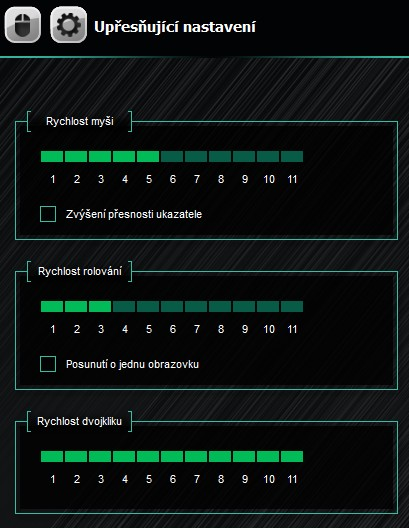 Upřesňující nastavení
Rychlost myši
1 2 3 4 5 6 7 8 9 10 11
Zvýšení přesnosti ukazatele
Rychlost rolování
1 2 3 4 5 6 7 8 9 10 11
Posunutí o jednu obrazovku
Rychlost dvojkliku
1 2 3 4 5 6 7 8 9 10 11